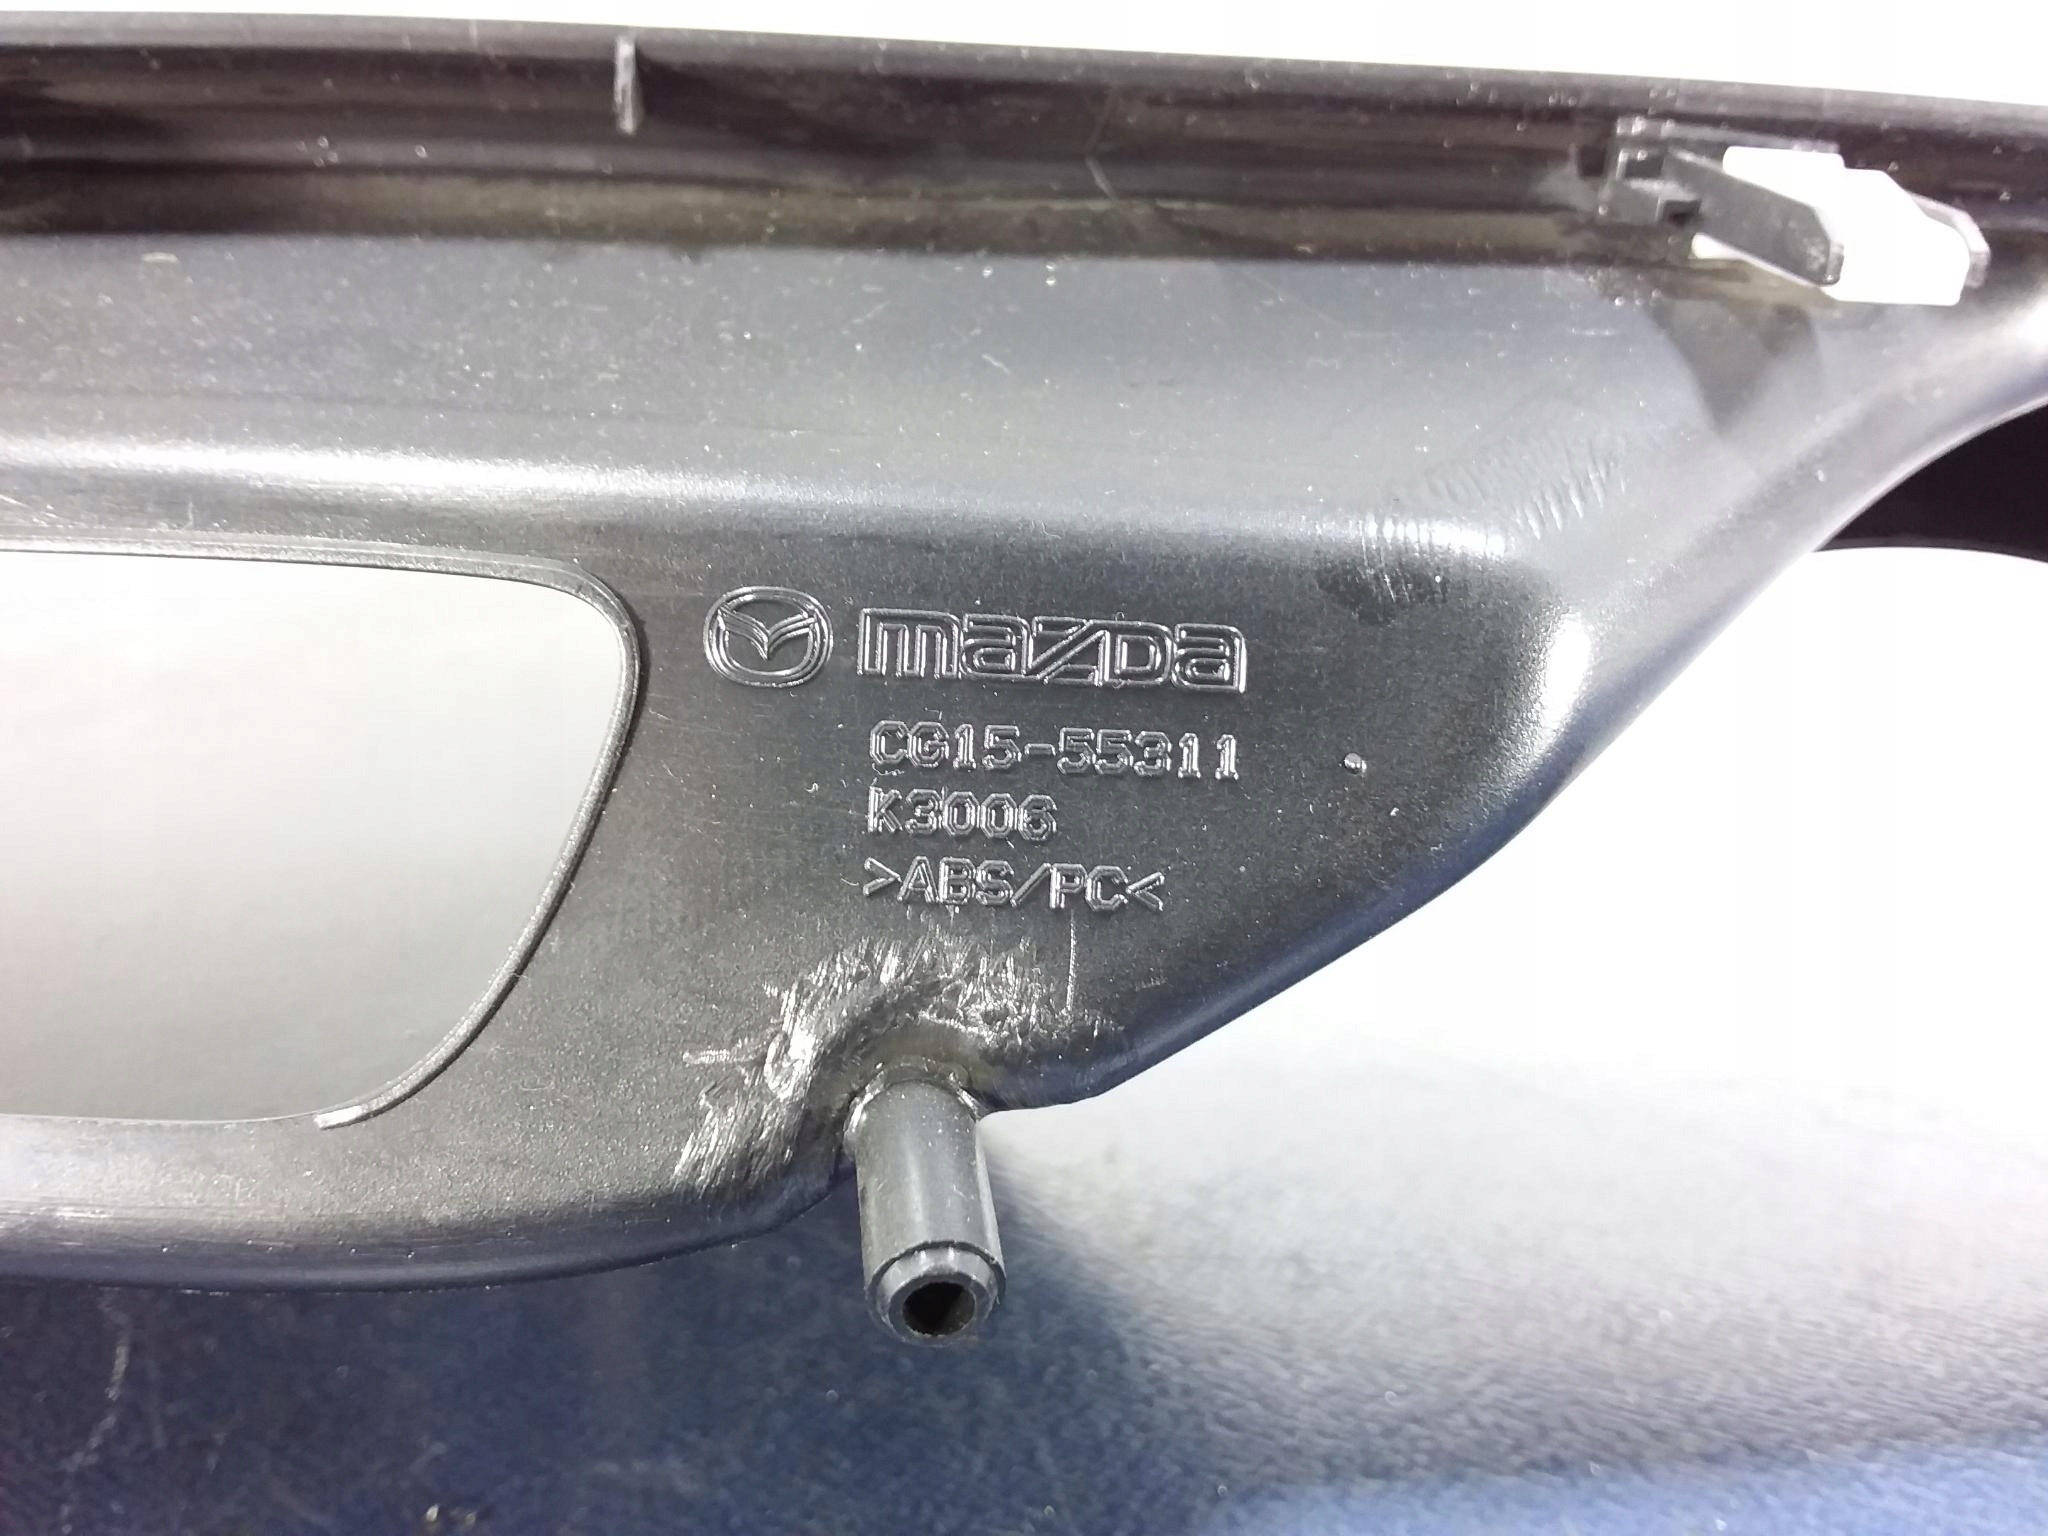 mazda
CG15-55311
K3006
>ABS/PC<